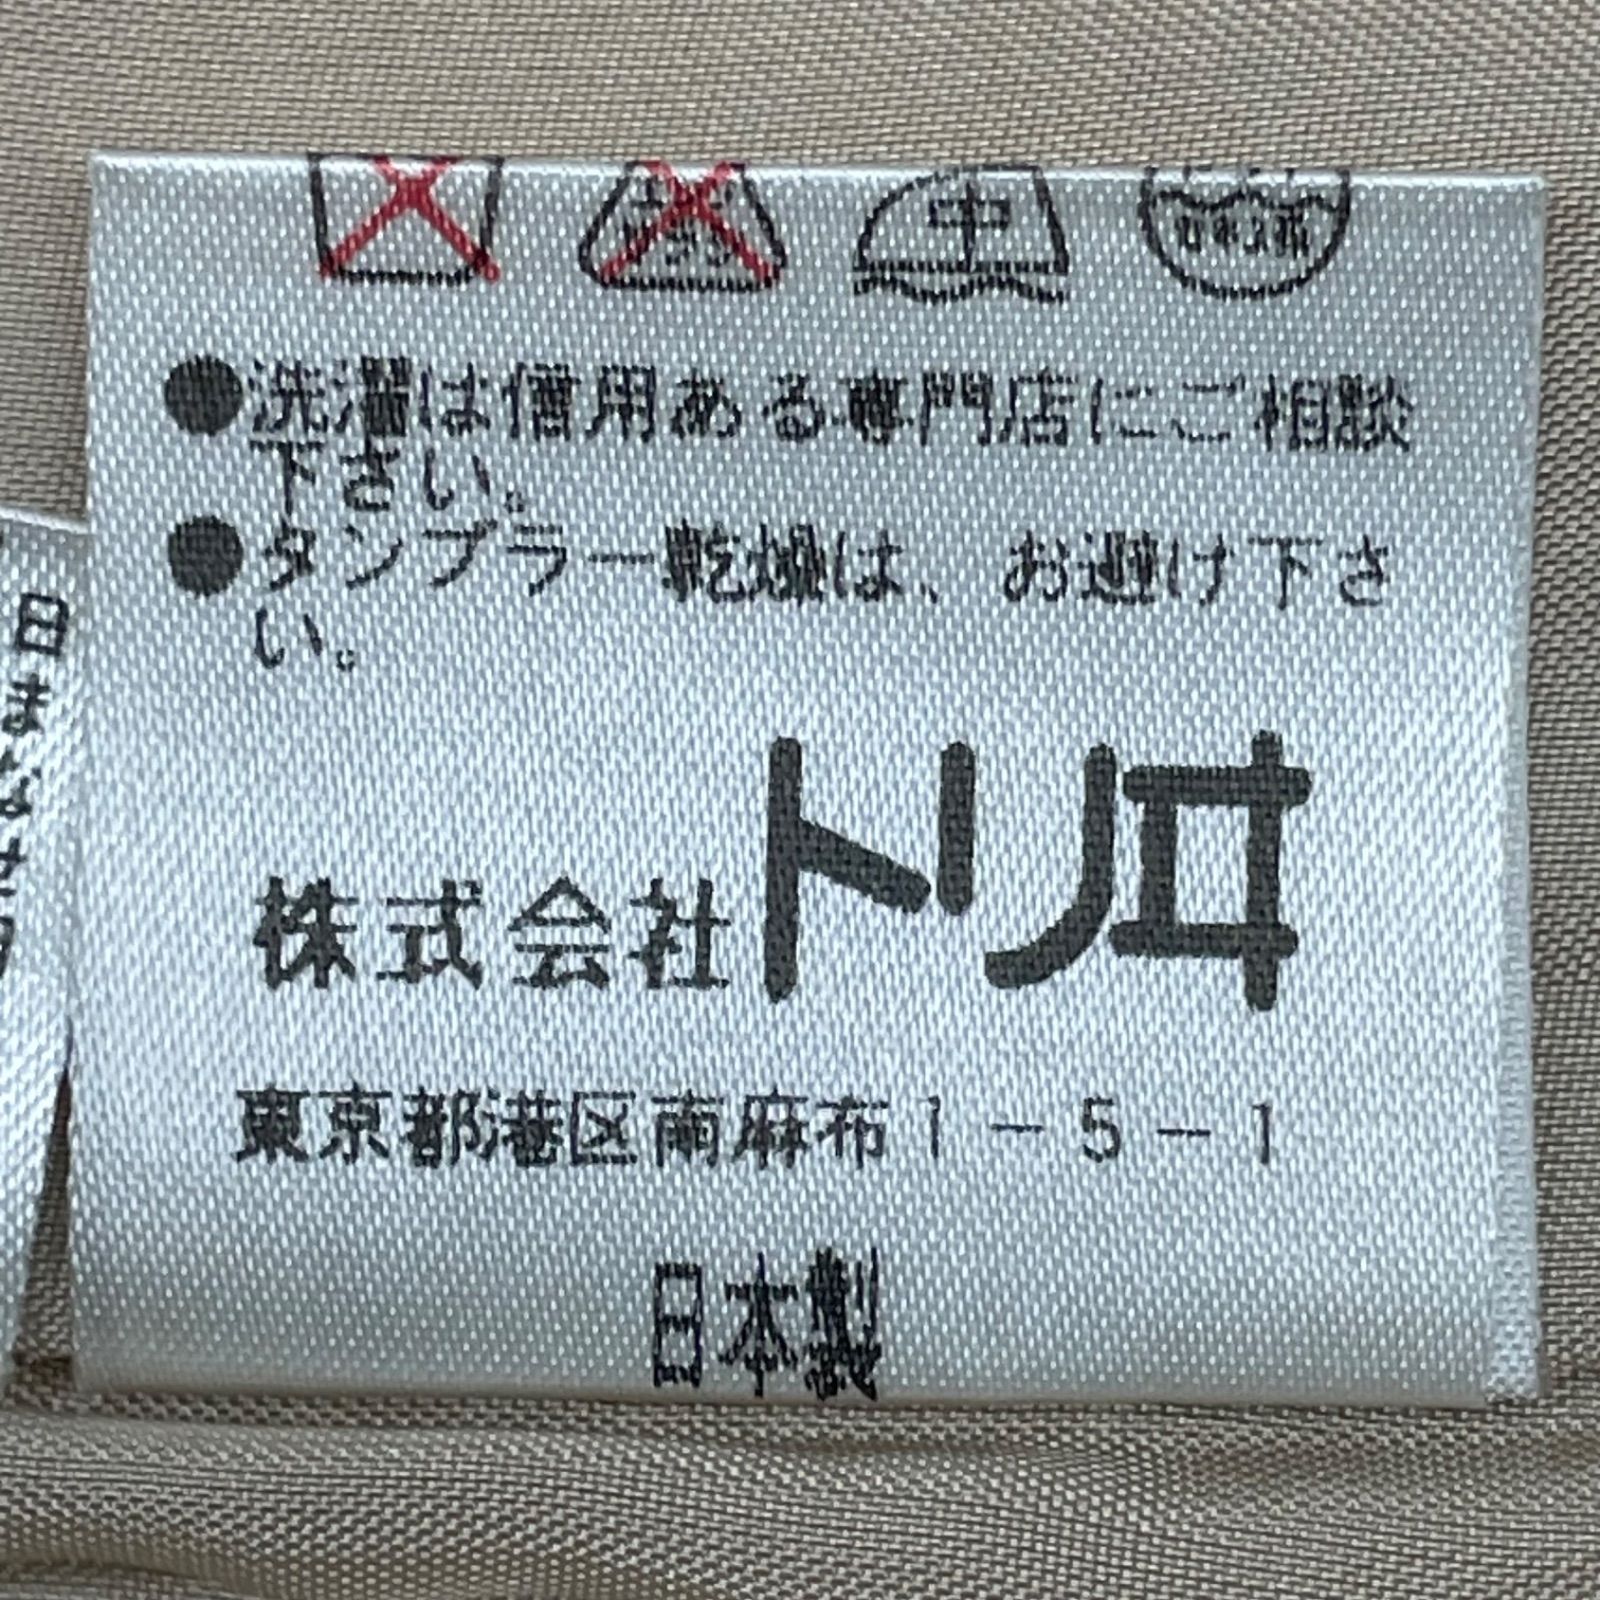 中
●洗濯は信用ある専門店にご相談
下さい。
●タンブラー乾燥は、お避け下さ
い。
株式会社トリヰ
東京都港区南麻布1-5-1
日本製